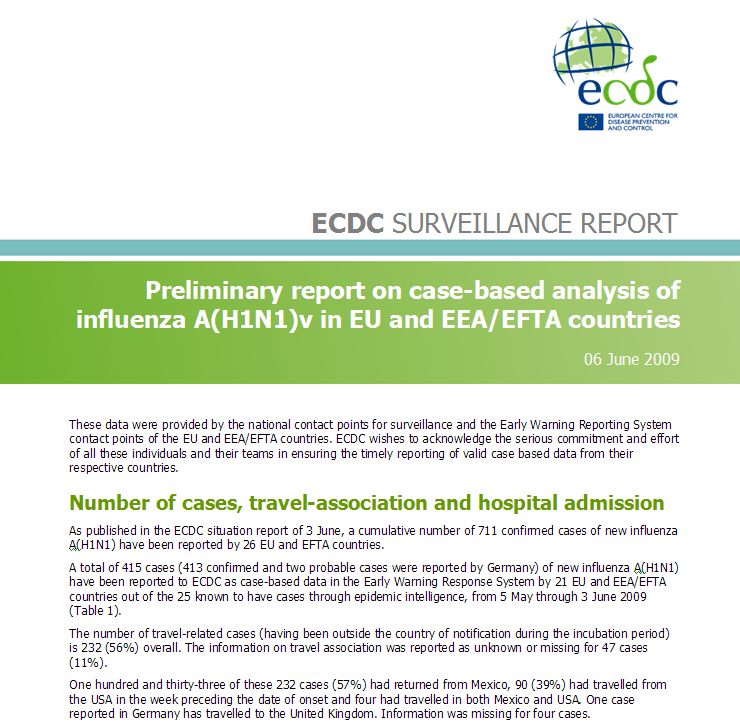 ecdc
EUROPEAN CENTRE FOR
DISEASE PREVENTION
AND CONTROL
ECDC SURVEILLANCE REPORT
Preliminary report on case-based analysis of
influenza A(H1N1)v in EU and EEA/EFTA countries
06 June 2009
These data were provided by the national contact points for surveillance and the Early Warning Reporting System
contact points of the EU and EEA/EFTA countries. ECDC wishes to acknowledge the serious commitment and effort
of all these individuals and their teams in ensuring the timely reporting of valid case based data from their
respective countries.
Number of cases, travel-association and hospital admission
As published in the ECDC situation report of 3 June, a cumulative number of 711 confirmed cases of new influenza
A(H1N1) have been reported by 26 EU and EFTA countries.
A total of 415 cases (413 confirmed and two probable cases were reported by Germany) of new influenza A(H1N1)
have been reported to ECDC as case-based data in the Early Warning Response System by 21 EU and EEA/EFTA
countries out of the 25 known to have cases through epidemic intelligence, from 5 May through 3 June 2009
(Table 1).
The number of travel-related cases (having been outside the country of notification during the incubation period)
is 232 (56%) overall. The information on travel association was reported as unknown or missing for 47 cases
(11%).
One hundred and thirty-three of these 232 cases (57%) had returned from Mexico, 90 (39%) had travelled from
the USA in the week preceding the date of onset and four had travelled in both Mexico and USA. One case
reported in Germany has travelled to the United Kingdom. Information was missing for four cases.